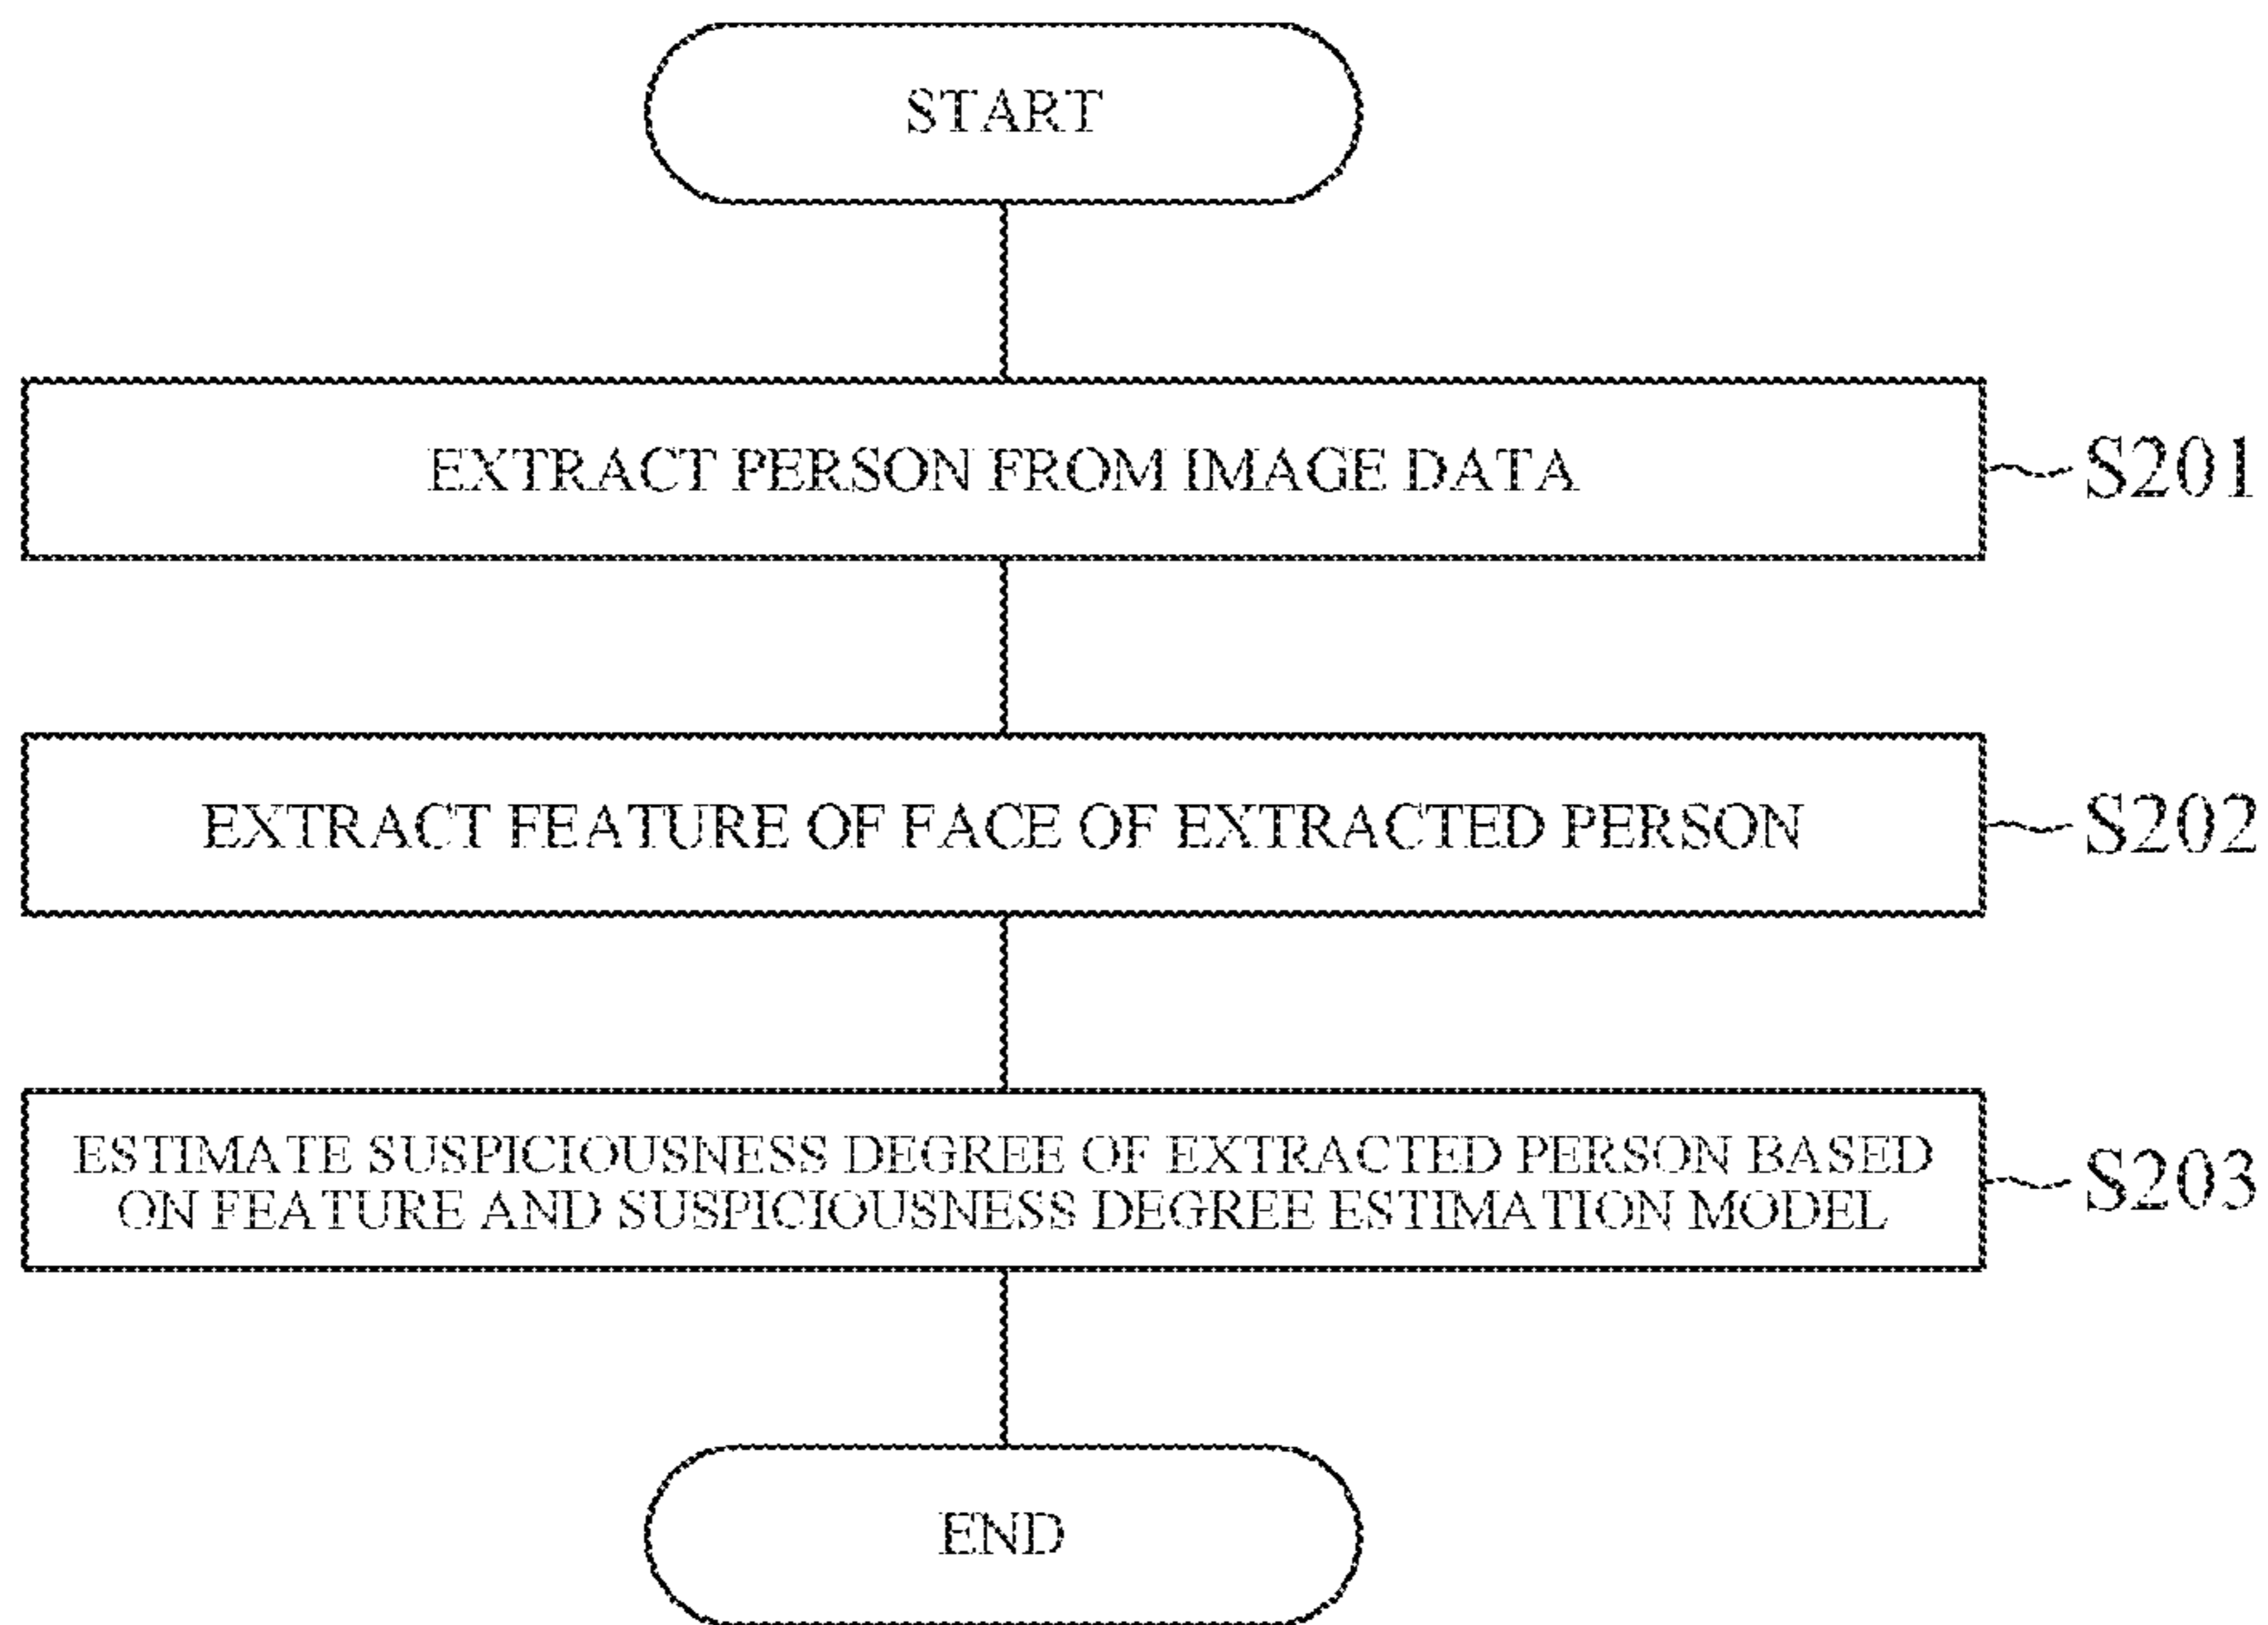 START
EXTRACT PERSON FROM IMAGE DATA
S201
EXTRACT FEATURE OF FACE OF EXTRACTED PERSON
S202
ESTIMATE SUSPICIOUSNESS DEGREE OF EXTRACTED PERSON BASED
ON FEATURE AND SUSPICIOUSNESS DEGREE ESTIMATION MODEL
S203
END